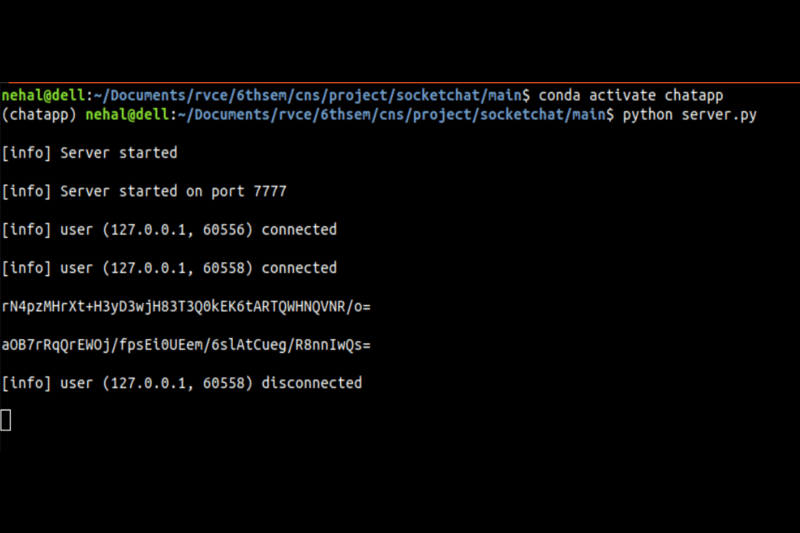 nehal@dell:~/Documents/rvce/6thsem/cns/project/socketchat/main$ conda activate chatapp
(chatapp) nehal@dell:~/Documents/rvce/6thsem/cns/project/socketchat/main$ python server.py
[info] Server started
[info] Server started on port 7777
[info] user (127.0.0.1, 60556) connected
[info] user (127.0.0.1, 60558) connected
rN4pzMHrXt+H3yD3wjH83T3Q0kEK6tARTQWHNQVNR/o=
aOB7rRqQrEWOj/fpsEi0UEem/6slAtCueg/R8nnIwQs=
[info] user (127.0.0.1, 60558) disconnected